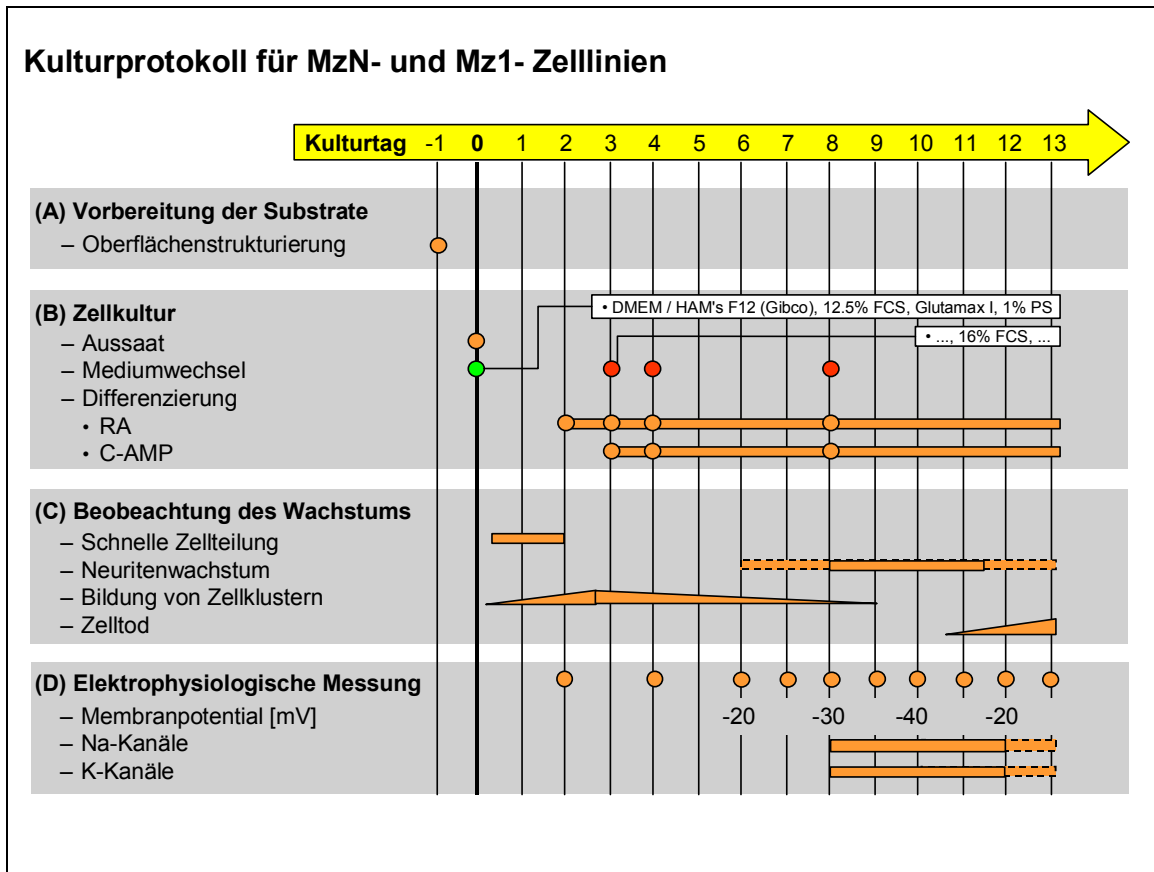 Kulturprotokoll für MzN- und Mz1- Zelllinien
Kulturtag -1 0 1 2 3 4 5 6 7 8 9 10 11 12 13
(A) Vorbereitung der Substrate
– Oberflächenstrukturierung
(B) Zellkultur
• DMEM / HAM's F12 (Gibco), 12.5% FCS, Glutamax I, 1% PS
– Aussaat
• ..., 16% FCS, ...
– Mediumwechsel
– Differenzierung
• RA
• C-AMP
(C) Beobeachtung des Wachstums
– Schnelle Zellteilung
– Neuritenwachstum
– Bildung von Zellklustern
– Zelltod
(D) Elektrophysiologische Messung
– Membranpotential [mV] -20 -30 -40 -20
– Na-Kanäle
– K-Kanäle